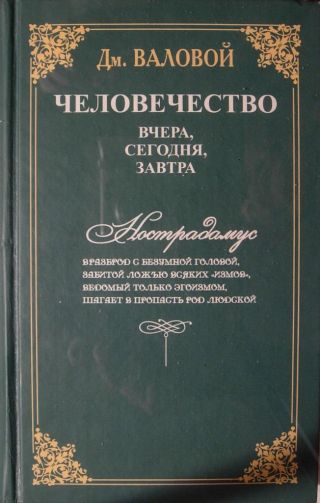 Дм. ВАЛОВОЙ
ЧЕЛОВЕЧЕСТВО
ВЧЕРА,
СЕГОДНЯ,
ЗАВТРА
Нострадамус
ВРАЗБРОД С БЕЗУМНОЙ ГОЛОВОЙ,
ЗАБИТОЙ ЛОЖЬЮ ВСЯКИХ «ИЗМОВ»,
ВЕДОМЫЙ ТОЛЬКО ЭГОИЗМОМ,
ШАГАЕТ В ПРОПАСТЬ РОД ЛЮДСКОЙ